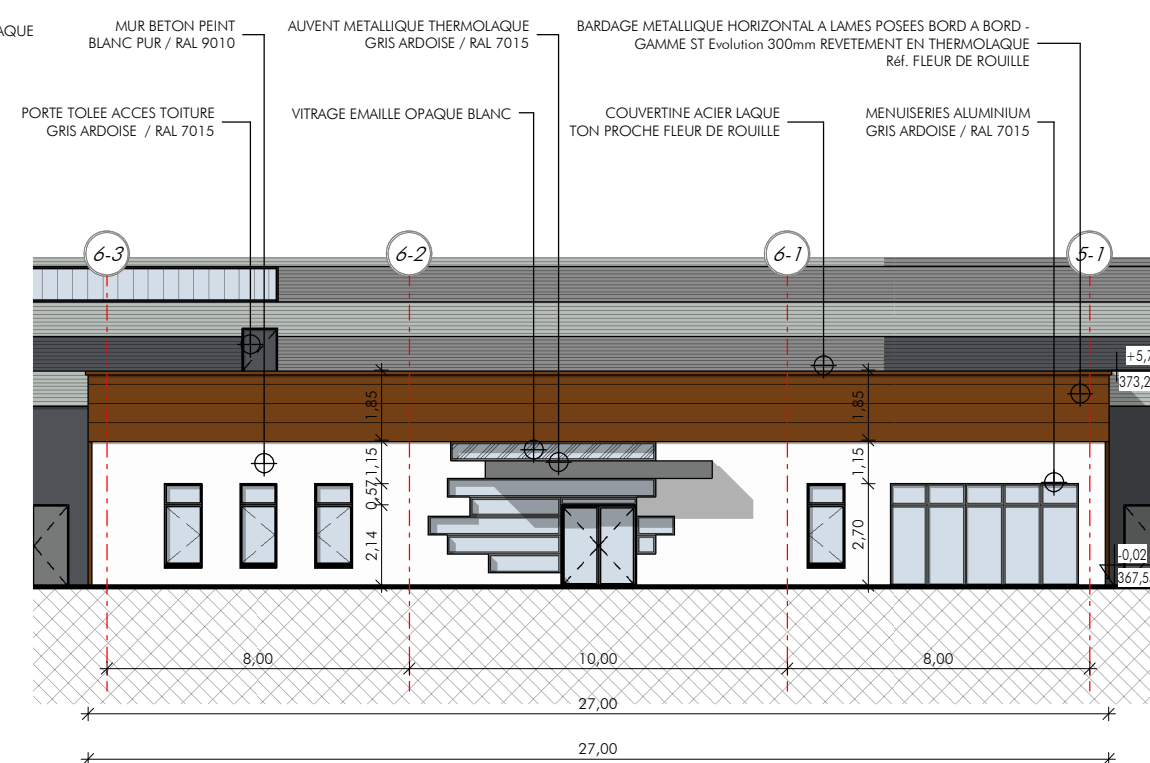 AQUE
MUR BETON PEINT
BLANC PUR / RAL 9010
AUVENT METALLIQUE THERMOLAQUE
GRIS ARDOISE / RAL 7015
BARDAGE METALLIQUE HORIZONTAL A LAMES POSEES BORD A BORD -
GAMME ST Evolution 300mm REVETEMENT EN THERMOLAQUE
Réf. FLEUR DE ROUILLE
PORTE TOLEE ACCES TOITURE
GRIS ARDOISE / RAL 7015
VITRAGE EMAILLE OPAQUE BLANC
COUVERTINE ACIER LAQUE
TON PROCHE FLEUR DE ROUILLE
MENUISERIES ALUMINIUM
GRIS ARDOISE / RAL 7015
6-3
6-2
6-1
5-1
+5,7
373,2
1,85
1,85
1,15
1,15
0,57
2,14
2,70
-0,02
367,5
8,00
10,00
8,00
27,00
27,00